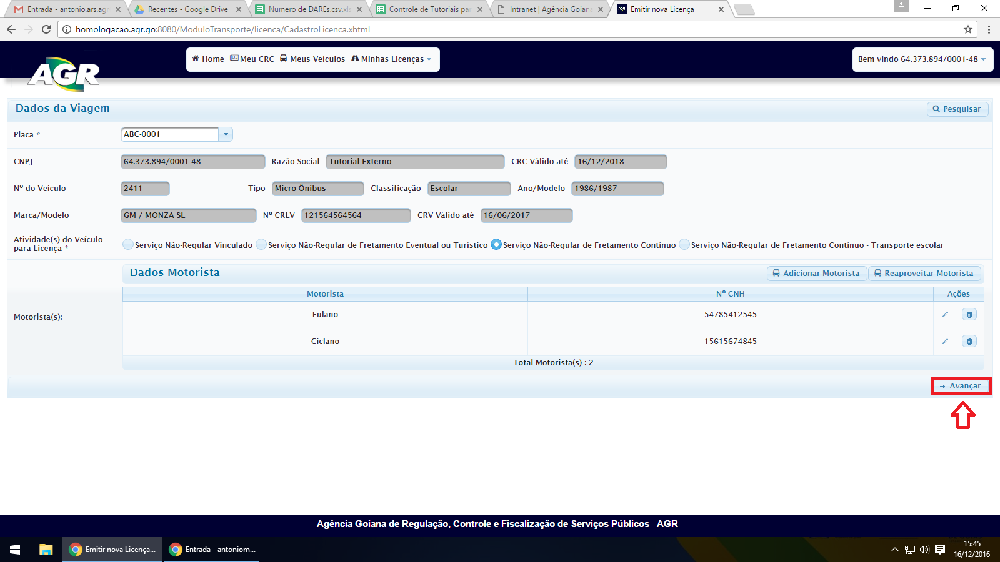 Entrada - antonio.ars.agr
Recentes - Google Drive
Numero de DAREs.csv.xls
Controle de Tutoriais par
Intranet | Agência Goiana
AGR Emitir nova Licença
homologacao.agr.go:8080/ModuloTransporte/licenca/CadastroLicenca.xhtml
AGR
Home Meu CRC Meus Veículos Minhas Licenças
Bem vindo 64.373.894/0001-48
Dados da Viagem
Pesquisar
Placa * ABC-0001
CNPJ 64.373.894/0001-48 Razão Social Tutorial Externo CRC Válido até 16/12/2018
Nº do Veículo 2411 Tipo Micro-Ônibus Classificação Escolar Ano/Modelo 1986/1987
Marca/Modelo GM / MONZA SL Nº CRLV 121564564564 CRV Válido até 16/06/2017
Atividade(s) do Veículo
para Licença *
Serviço Não-Regular Vinculado Serviço Não-Regular de Fretamento Eventual ou Turístico Serviço Não-Regular de Fretamento Contínuo Serviço Não-Regular de Fretamento Contínuo - Transporte escolar
Motorista(s):
Dados Motorista
Adicionar Motorista Reaproveitar Motorista
Motorista Nº CNH Ações
Fulano 54785412545
Ciclano 15615674845
Total Motorista(s) : 2
Avançar
Agência Goiana de Regulação, Controle e Fiscalização de Serviços Públicos AGR
Emitir nova Licença...
Entrada - antoniom...
15:45
16/12/2016